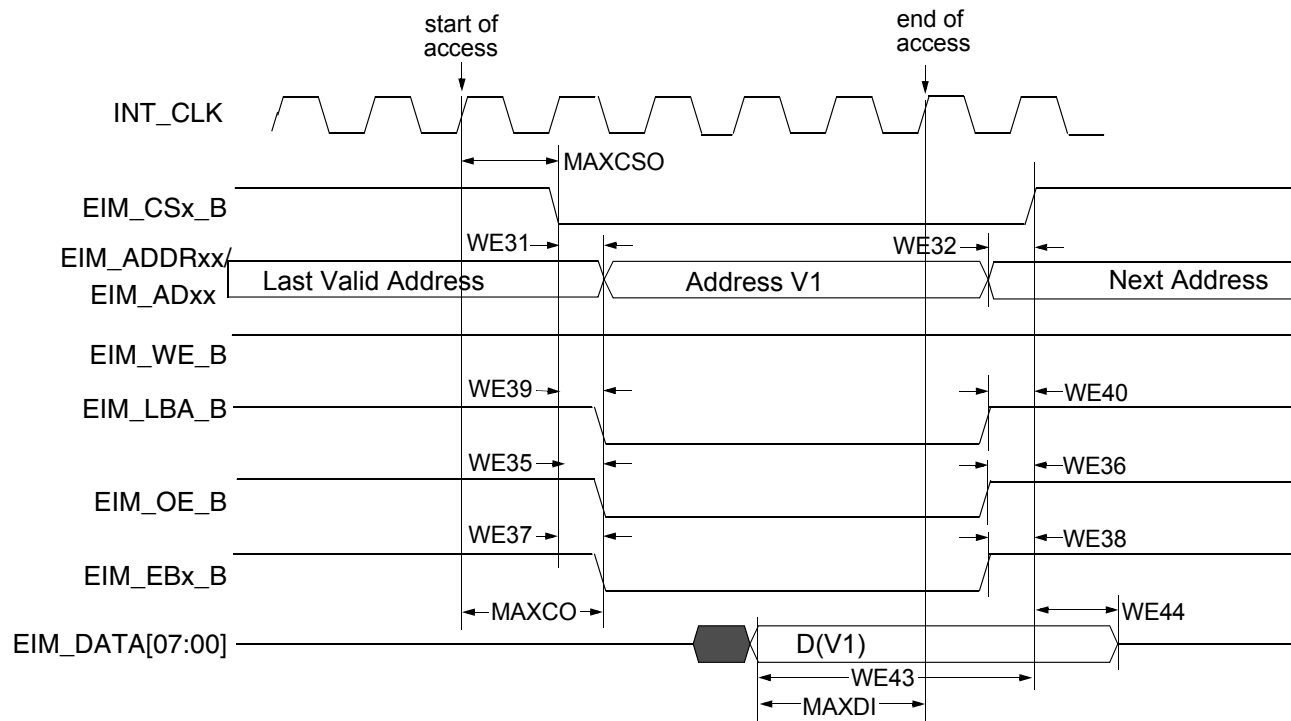 start of
access
end of
access
INT_CLK
MAXCSO
EIM_CSx_B
WE31
WE32
EIM_ADDRxx/
EIM_ADxx
Last Valid Address
Address V1
Next Address
EIM_WE_B
WE39
WE40
EIM_LBA_B
WE35
WE36
EIM_OE_B
WE37
WE38
EIM_EBx_B
MAXCO
WE44
EIM_DATA[07:00]
D(V1)
WE43
MAXDI